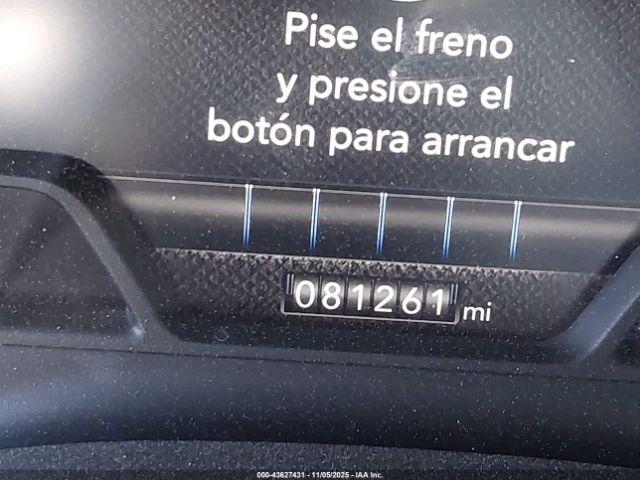 Pise el freno
y presione el
botón para arrancar
081261 mi
000-43627431 - 11/05/2025 - IAA Inc.